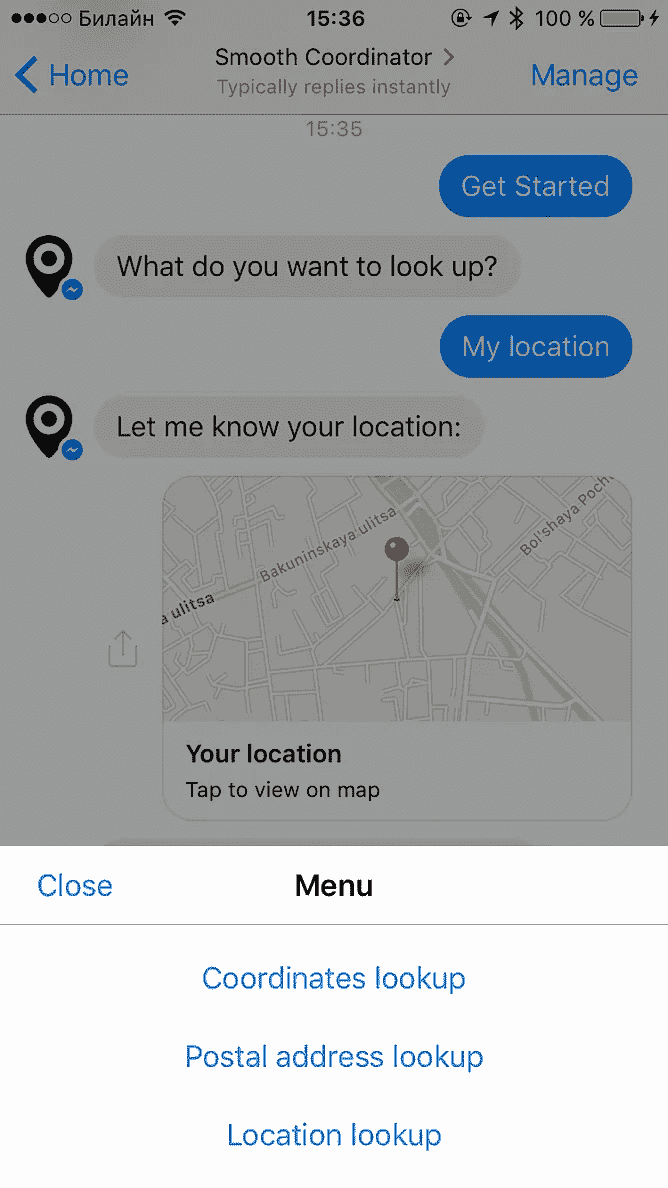 Билайн 15:36 100 %
Home Smooth Coordinator Manage
Typically replies instantly
15:35
Get Started
What do you want to look up?
My location
Let me know your location:
Bakuninskaya ulitsa
Bol'shaya Poch
a ulitsa
Your location
Tap to view on map
Close Menu
Coordinates lookup
Postal address lookup
Location lookup